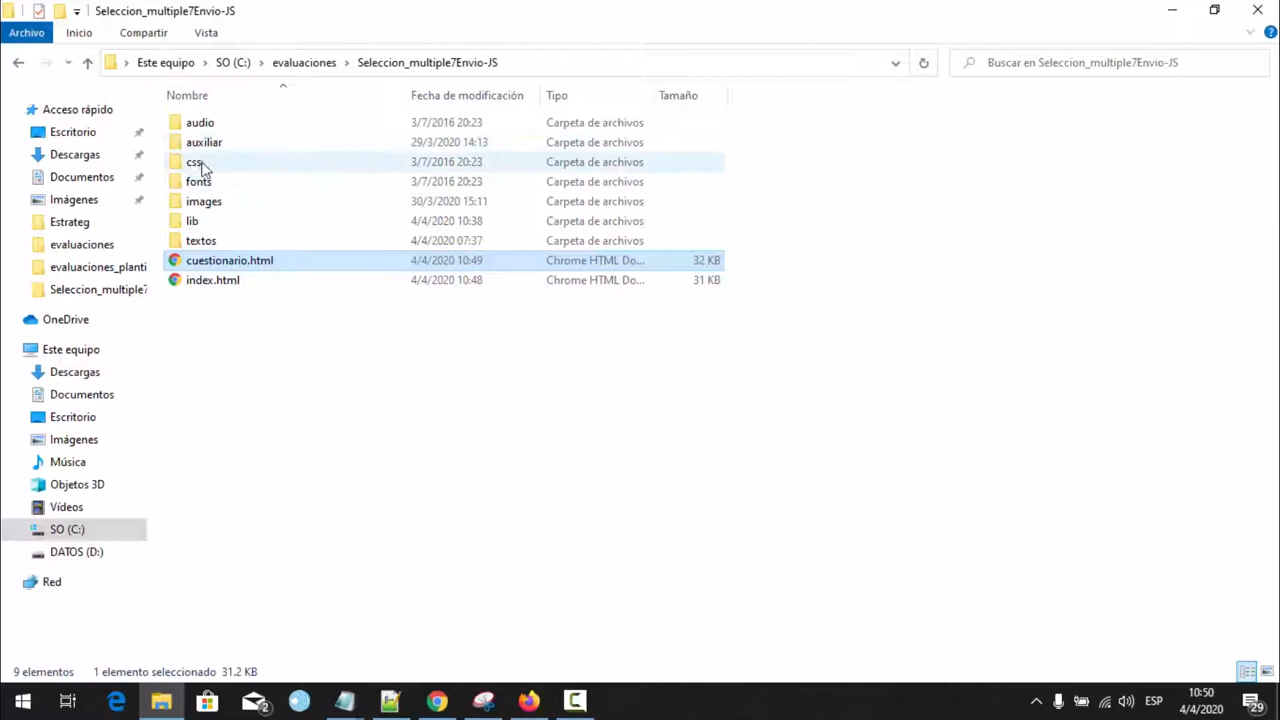 Seleccion_multiple7Envio-JS
Archivo Inicio Compartir Vista
Este equipo SO (C:) evaluaciones Seleccion_multiple7Envio-JS Buscar en Seleccion_multiple7Envio-JS
Nombre Fecha de modificación Tipo Tamaño
audio 3/7/2016 20:23 Carpeta de archivos
auxiliar 29/3/2020 14:13 Carpeta de archivos
css 3/7/2016 20:23 Carpeta de archivos
fonts 3/7/2016 20:23 Carpeta de archivos
images 30/3/2020 15:11 Carpeta de archivos
lib 4/4/2020 10:38 Carpeta de archivos
textos 4/4/2020 07:37 Carpeta de archivos
cuestionario.html 4/4/2020 10:49 Chrome HTML Do... 32 KB
index.html 4/4/2020 10:48 Chrome HTML Do... 31 KB
Acceso rápido
Escritorio
Descargas
Documentos
Imágenes
Estrateg
evaluaciones
evaluaciones_planti
Seleccion_multiple7
OneDrive
Este equipo
Descargas
Documentos
Escritorio
Imágenes
Música
Objetos 3D
Vídeos
SO (C:)
DATOS (D:)
Red
9 elementos 1 elemento seleccionado 31,2 KB
2 ESP 10:50
4/4/2020 29